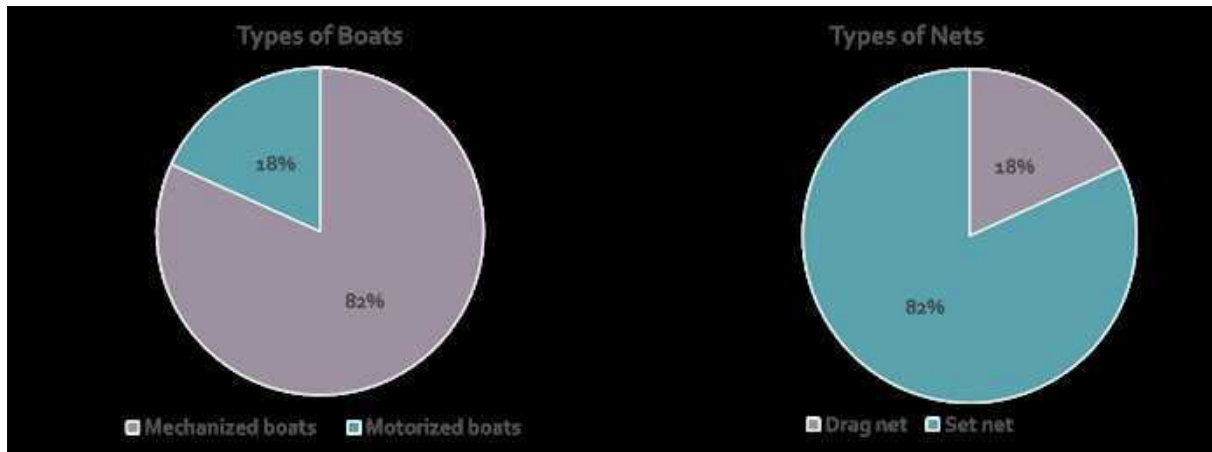 Types of Boats
18%
82%
Mechanized boats Motorized boats
Types of Nets
18%
82%
Drag net Set net